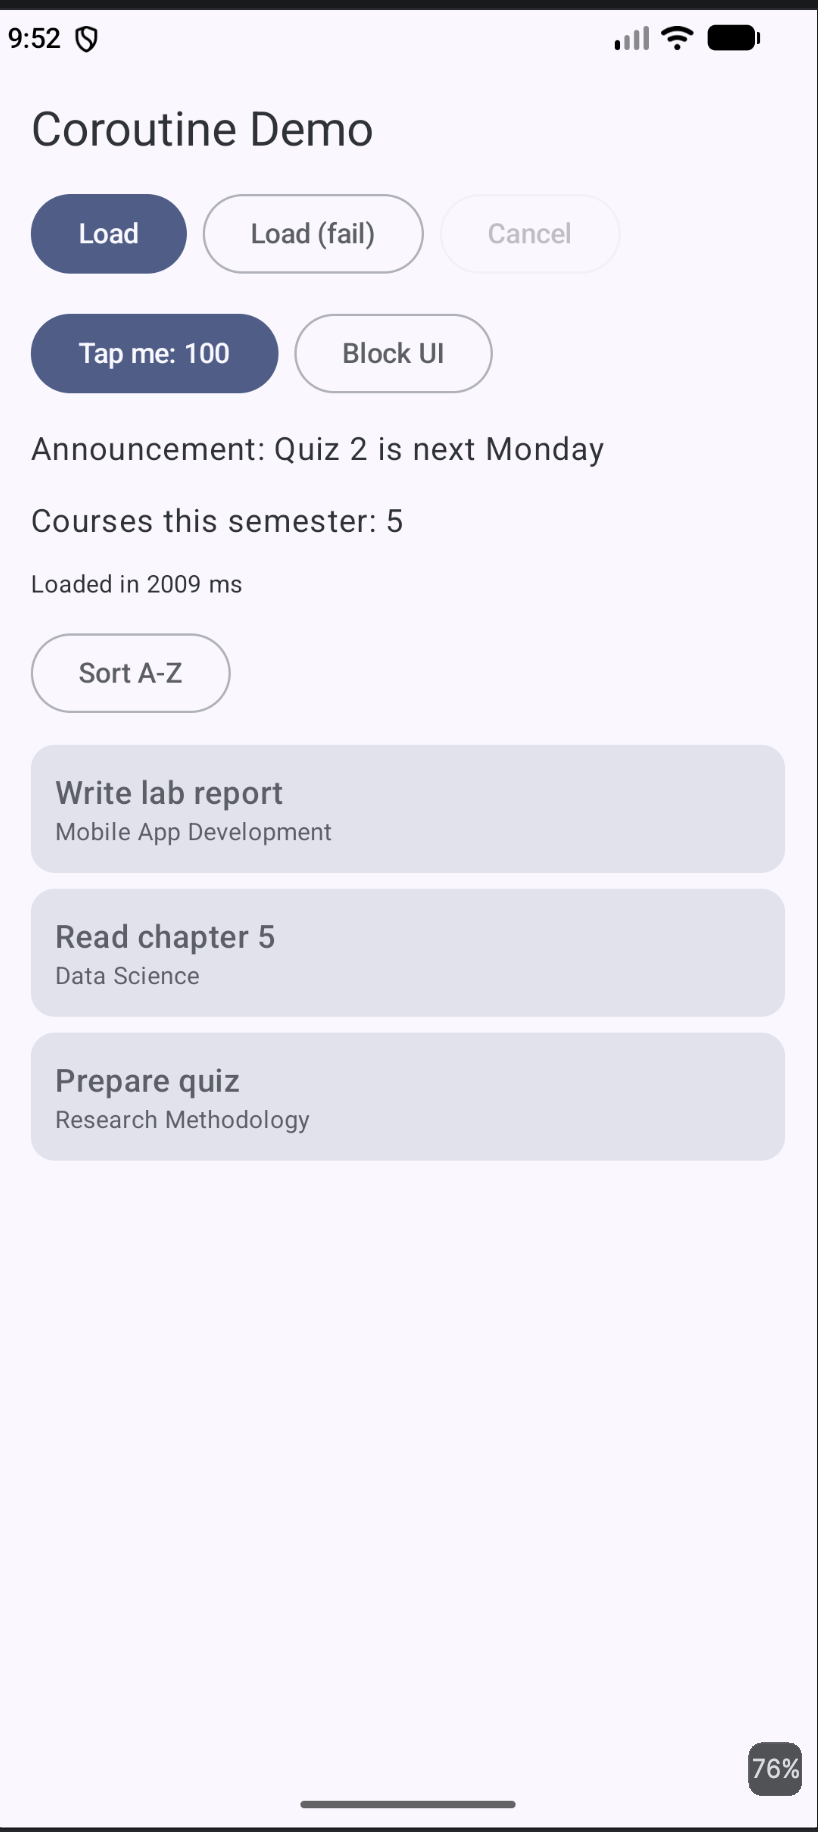 9:52
Coroutine Demo
Load Load (fail) Cancel
Tap me: 100 Block UI
Announcement: Quiz 2 is next Monday
Courses this semester: 5
Loaded in 2009 ms
Sort A-Z
Write lab report
Mobile App Development
Read chapter 5
Data Science
Prepare quiz
Research Methodology
76%